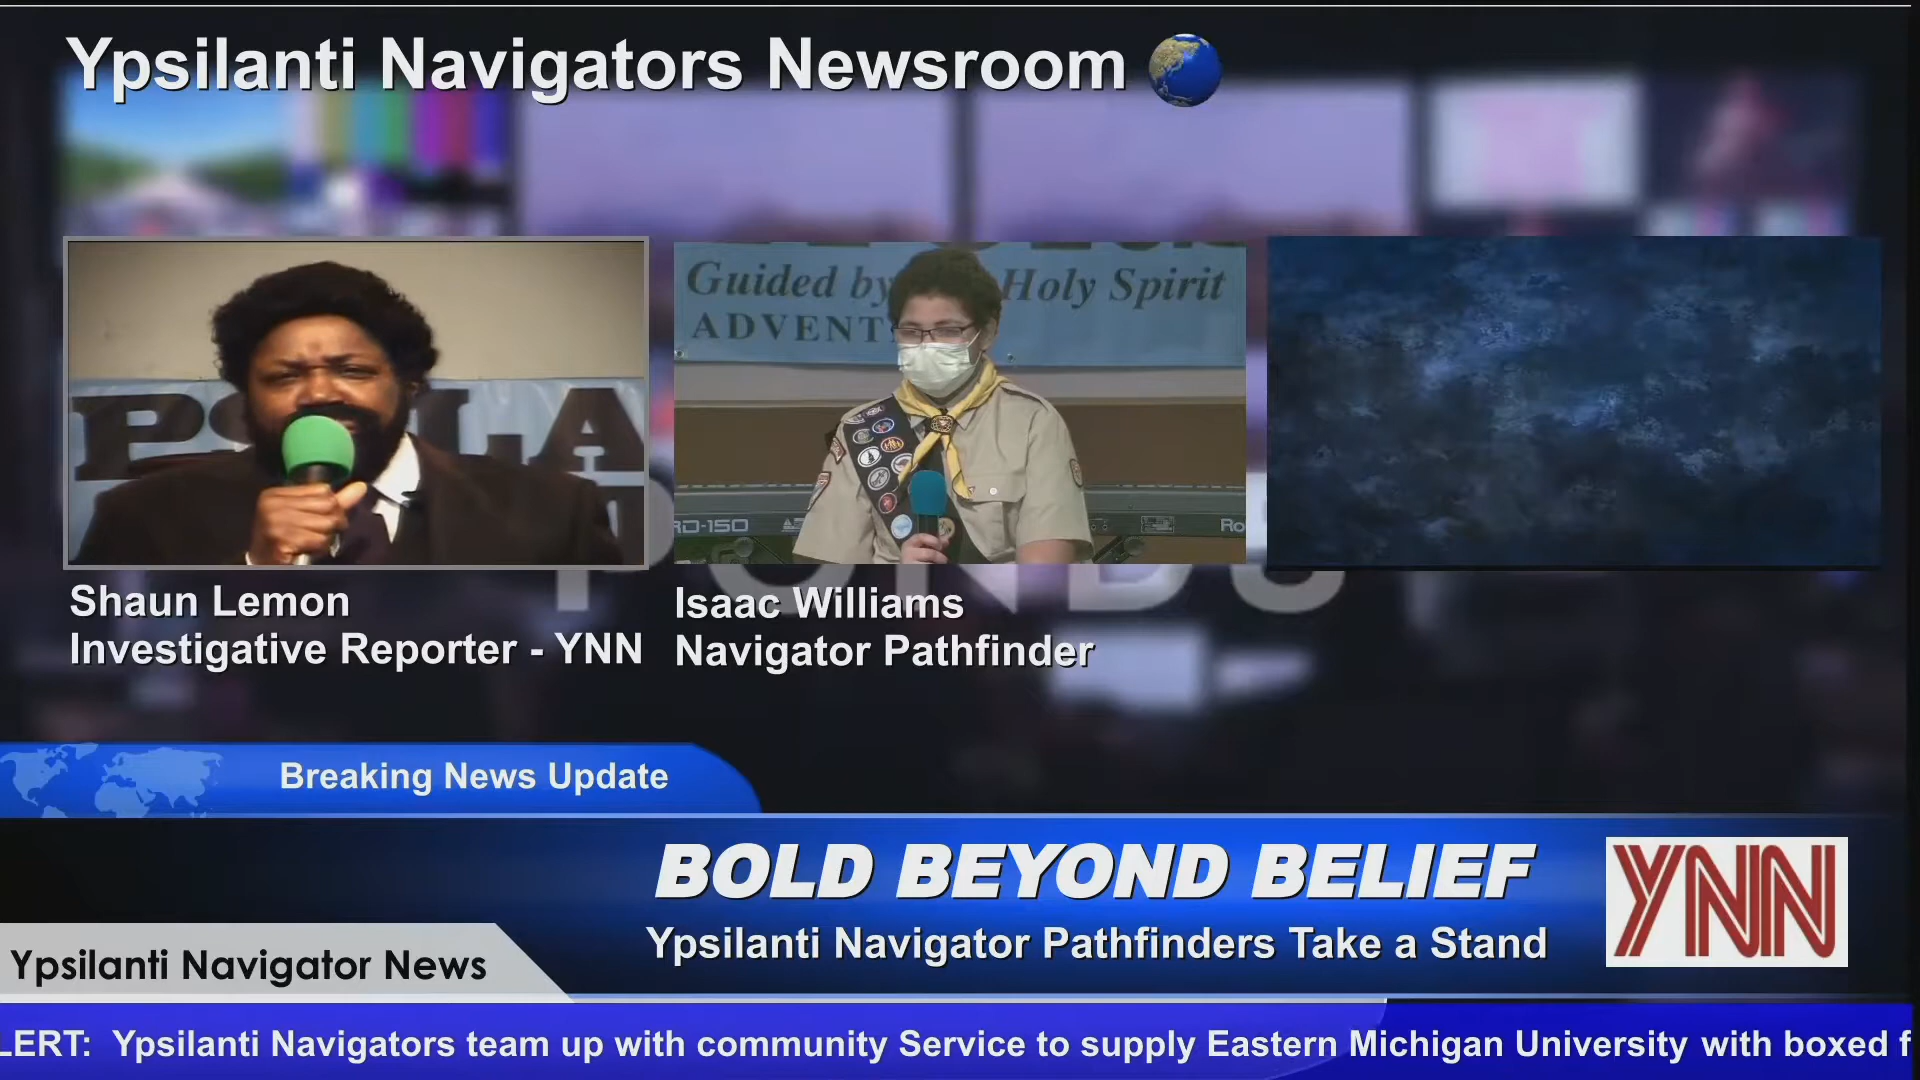 Ypsilanti Navigators Newsroom
PSILA
Guided by Holy Spirit
ADVENT
RD-150
Ro
Shaun Lemon
Investigative Reporter - YNN
Isaac Williams
Navigator Pathfinder
Breaking News Update
BOLD BEYOND BELIEF
Ypsilanti Navigator Pathfinders Take a Stand
YNN
Ypsilanti Navigator News
LERT: Ypsilanti Navigators team up with community Service to supply Eastern Michigan University with boxed f